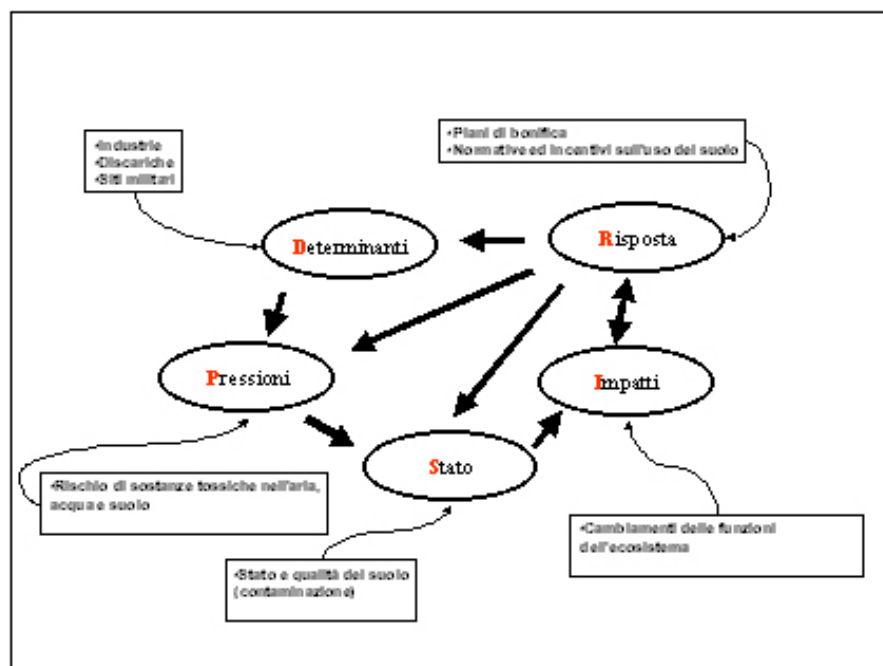 •Industrie
•Discariche
•Siti militari
•Piani di bonifica
•Normative ed incentivi sull'uso del suolo
Determinanti
Risposta
Pressioni
Impatti
Stato
•Rischio di sostanze tossiche nell'aria,
acqua e suolo
•Cambiamenti delle funzioni
dell'ecosistema
•Stato e qualità del suolo
(contaminazione)